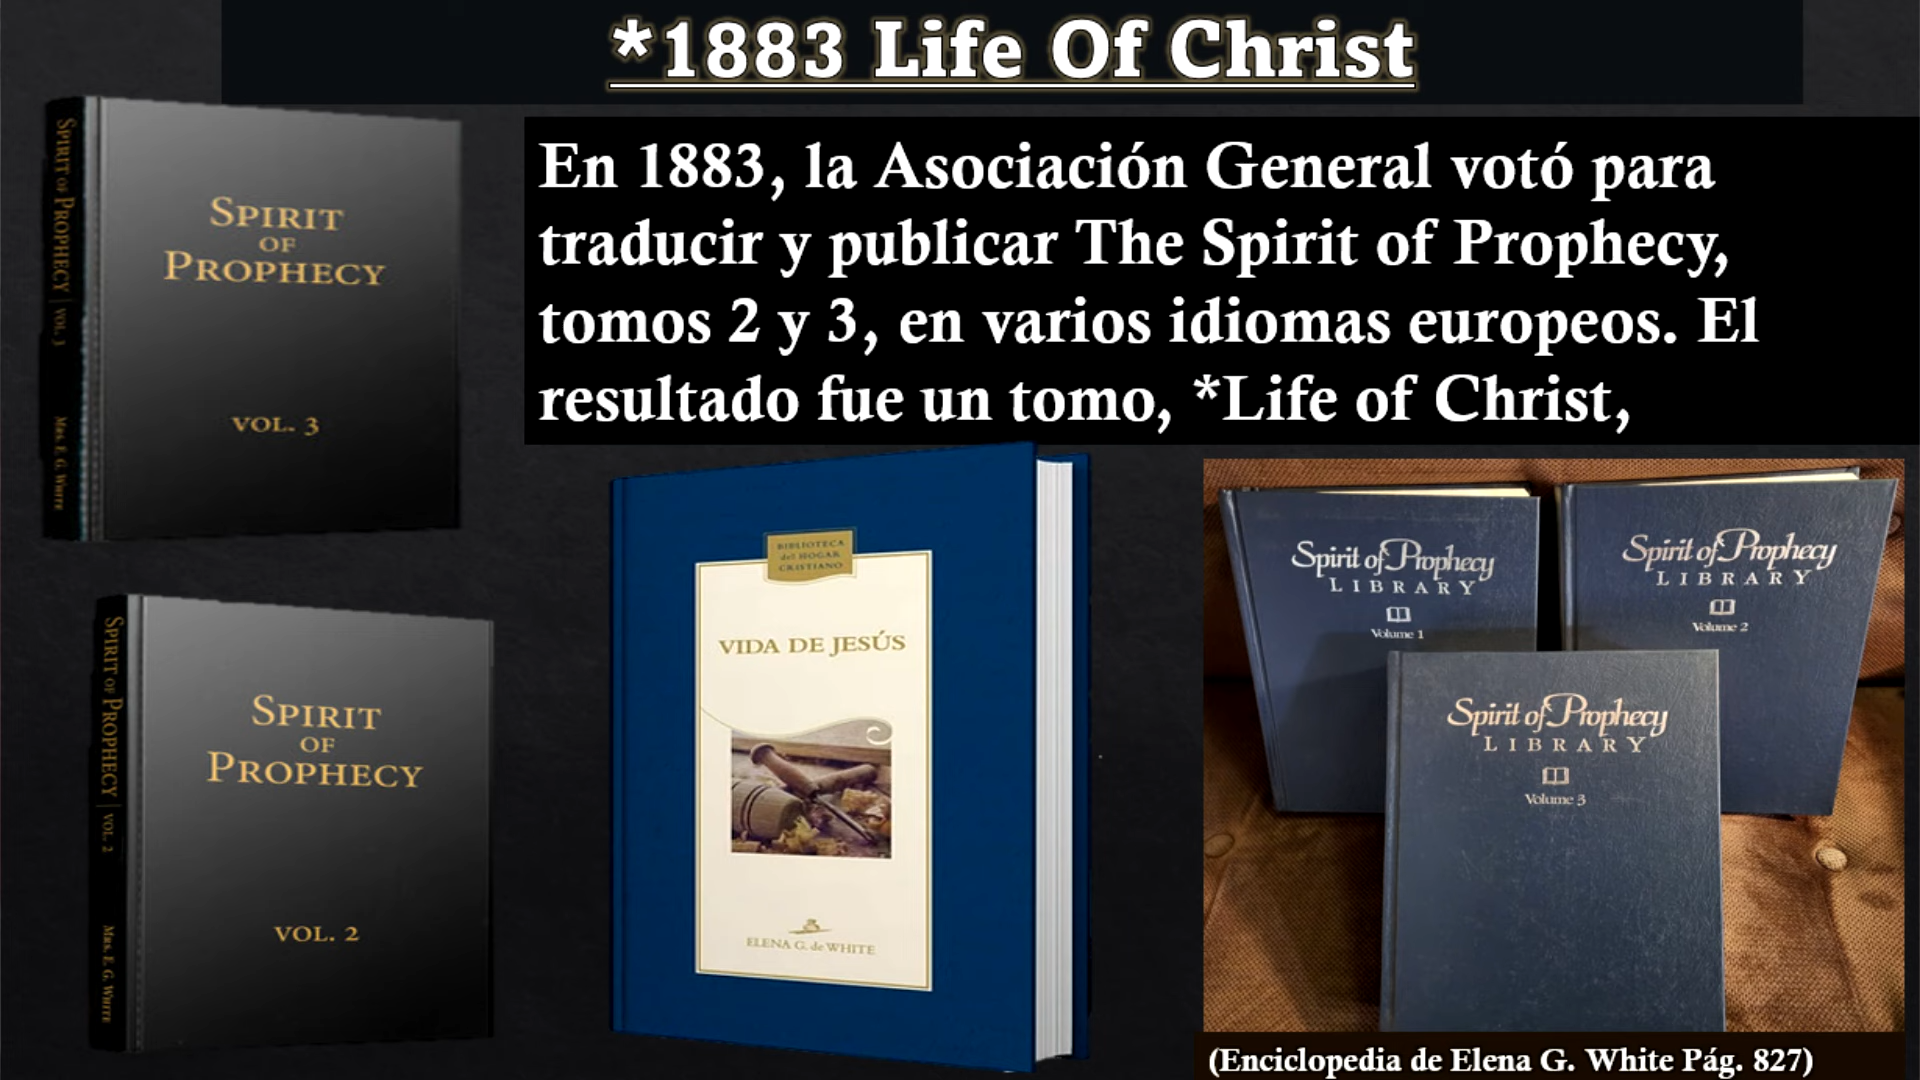 *1883 Life Of Christ
En 1883, la Asociación General votó para
traducir y publicar The Spirit of Prophecy,
tomos 2 y 3, en varios idiomas europeos. El
resultado fue un tomo, *Life of Christ,
SPIRIT OF PROPHECY | VOL. 3
MRS. E. G. WHITE
SPIRIT
OF
PROPHECY
VOL. 3
SPIRIT OF PROPHECY | VOL. 2
MRS. E. G. WHITE
SPIRIT
OF
PROPHECY
VOL. 2
BIBLIOTECA
del HOGAR
CRISTIANO
VIDA DE JESÚS
ELENA G. de WHITE
Spirit of Prophecy
LIBRARY
Volume 1
Spirit of Prophecy
LIBRARY
Volume 2
Spirit of Prophecy
LIBRARY
Volume 3
(Enciclopedia de Elena G. White Pág. 827)